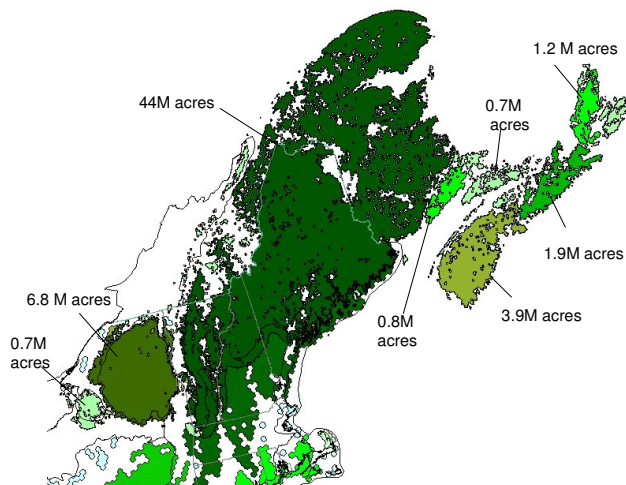 1.2 M acres
44M acres
0.7M
acres
1.9M acres
6.8 M acres
3.9M acres
0.8M
acres
0.7M
acres